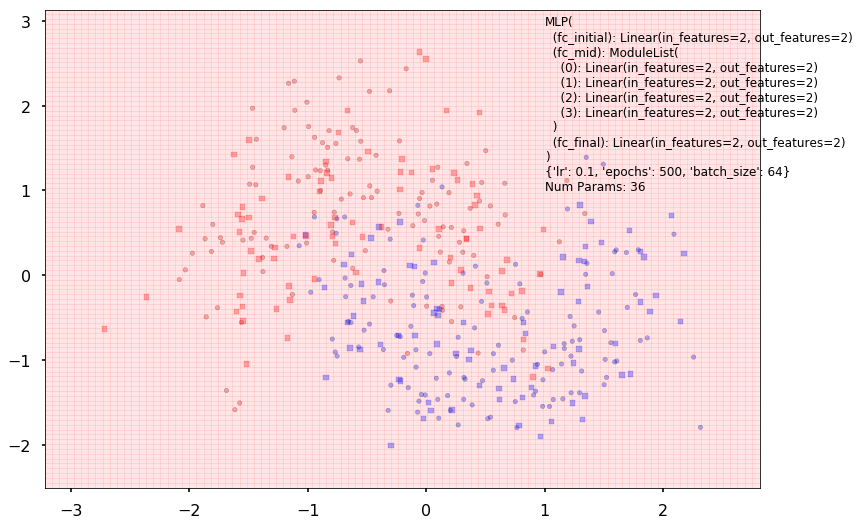 MLP(
(fc_initial): Linear(in_features=2, out_features=2)
(fc_mid): ModuleList(
(0): Linear(in_features=2, out_features=2)
(1): Linear(in_features=2, out_features=2)
(2): Linear(in_features=2, out_features=2)
(3): Linear(in_features=2, out_features=2)
)
(fc_final): Linear(in_features=2, out_features=2)
)
{'lr': 0.1, 'epochs': 500, 'batch_size': 64}
Num Params: 36
3
2
1
0
−1
−2
−3 −2 −1 0 1 2